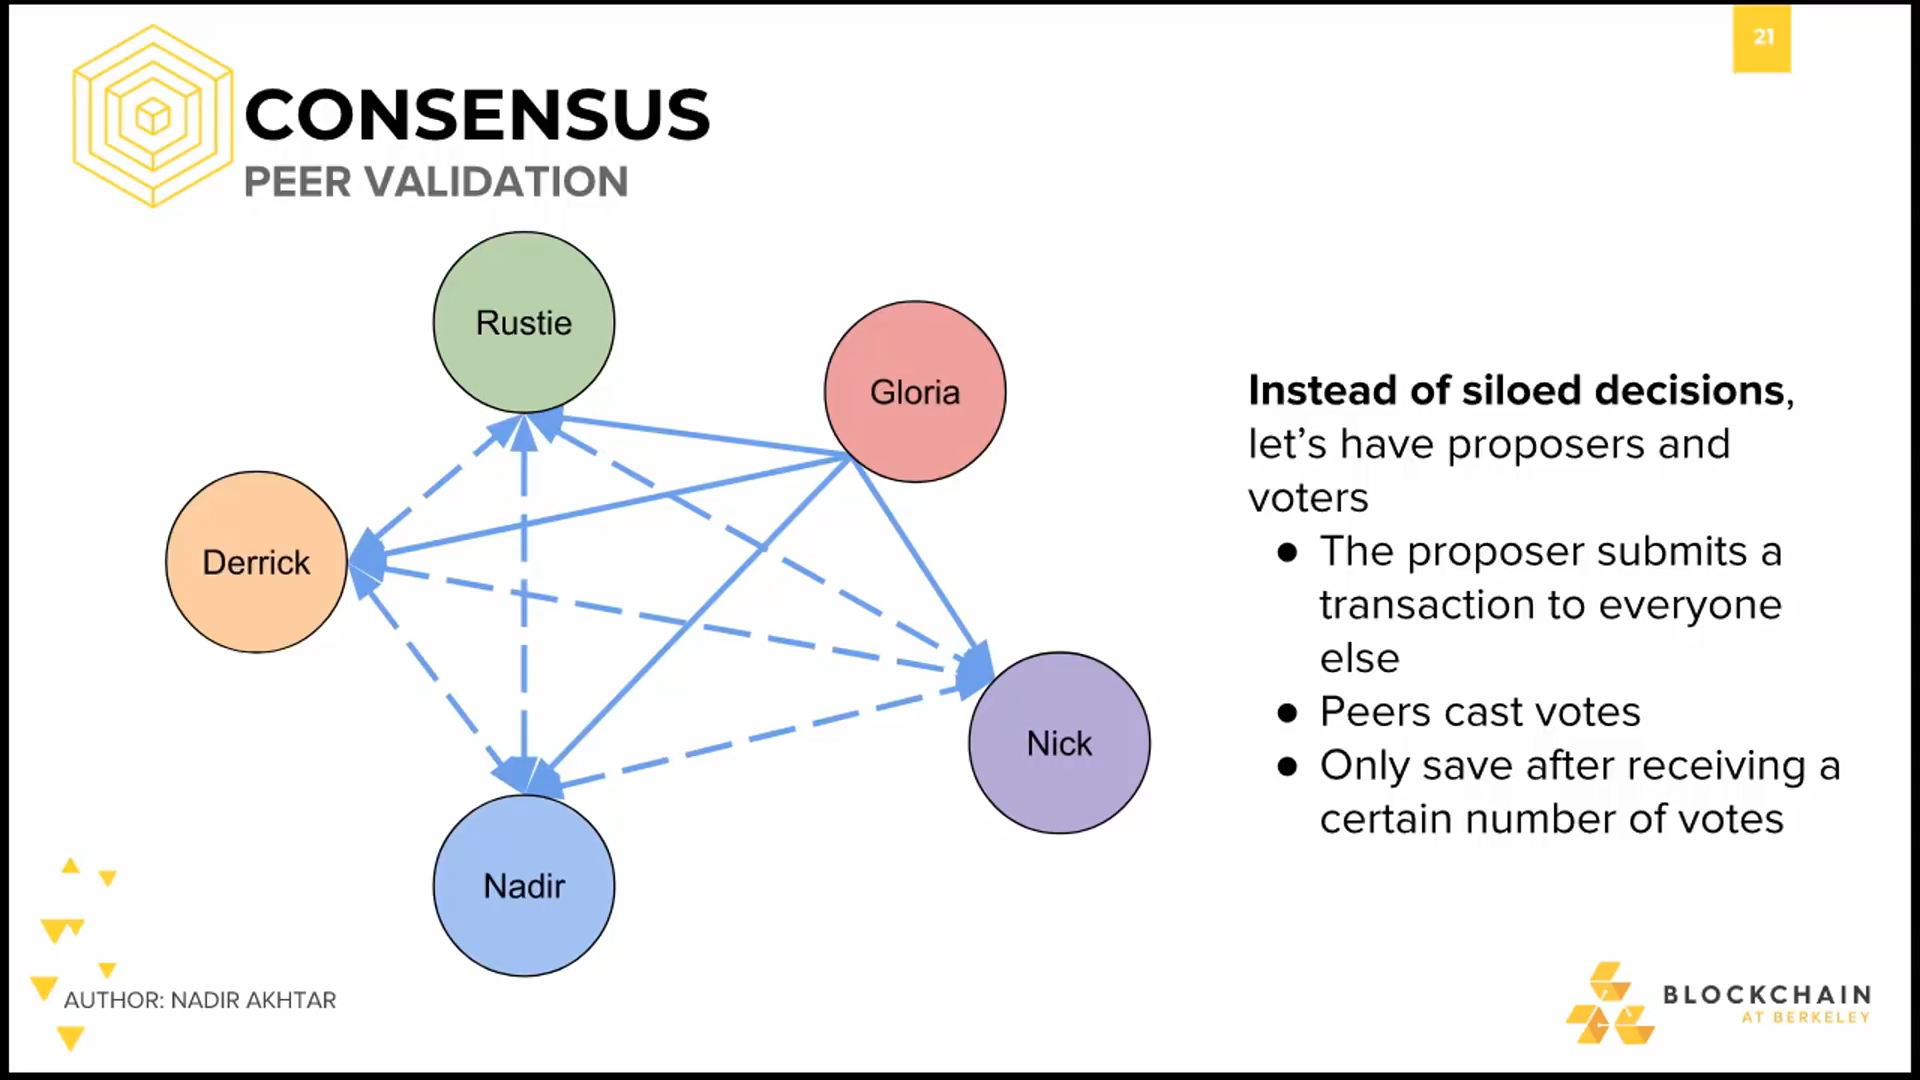 21
CONSENSUS
PEER VALIDATION
Rustie
Gloria
Derrick
Nick
Nadir
Instead of siloed decisions,
let’s have proposers and
voters
● The proposer submits a
transaction to everyone
else
● Peers cast votes
● Only save after receiving a
certain number of votes
AUTHOR: NADIR AKHTAR
BLOCKCHAIN
AT BERKELEY